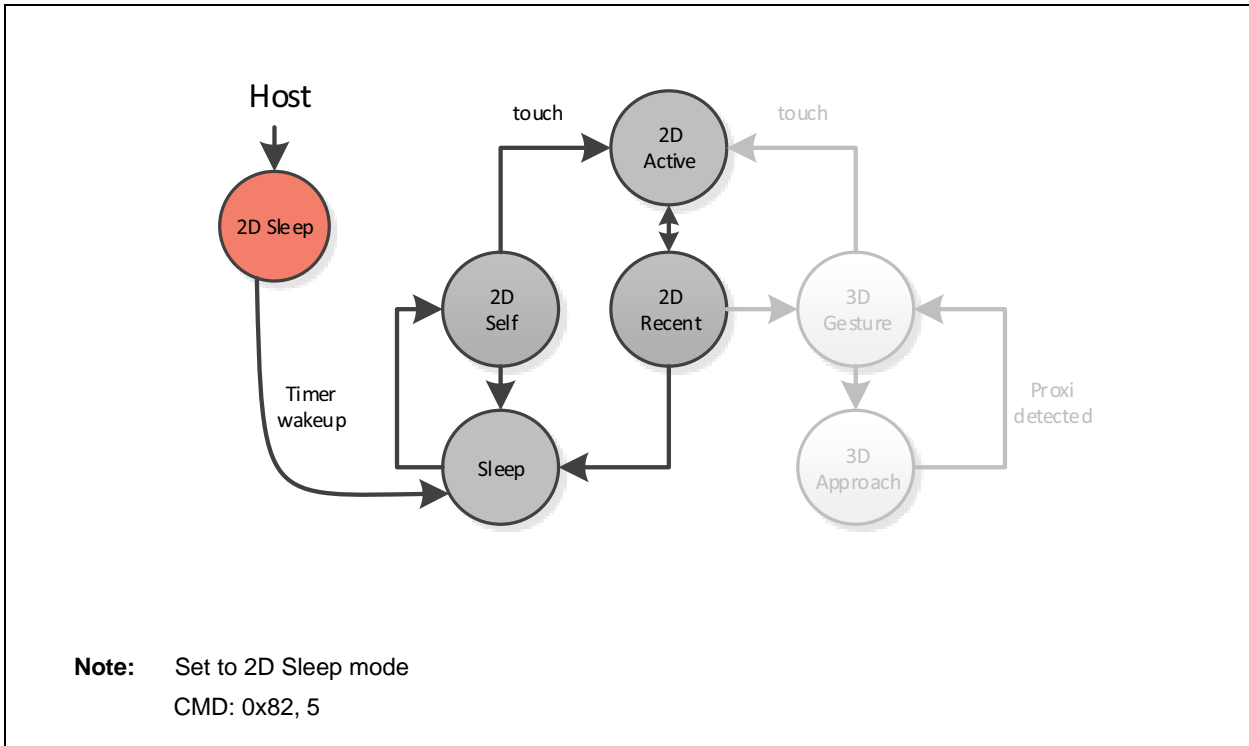 Host
touch
2D
Active
touch
2D Sleep
2D
Self
2D
Recent
3D
Gesture
Timer
wakeup
Proxi
detected
Sleep
3D
Approach
Note: Set to 2D Sleep mode
CMD: 0x82, 5